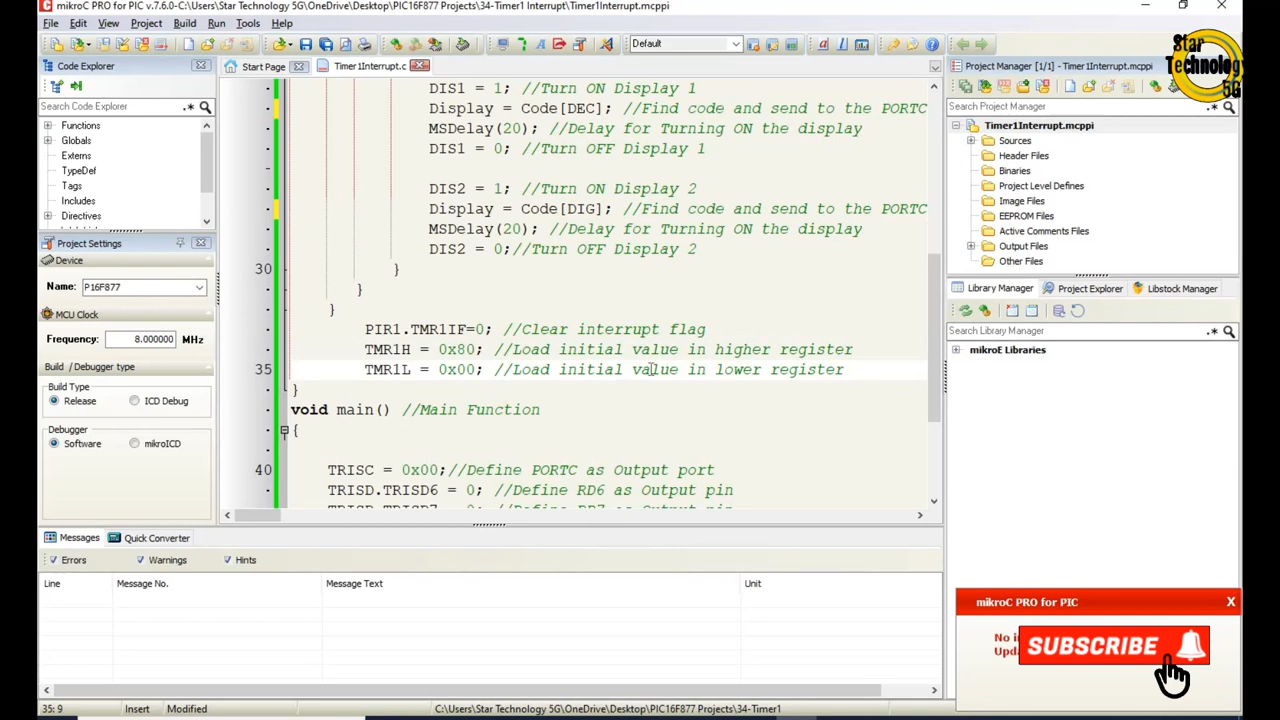 mikroC PRO for PIC v.7.6.0-C:\Users\Star Technology 5G\OneDrive\Desktop\PIC16F877 Projects\34-Timer1 Interrupt\Timer1Interrupt.mcppi
File Edit View Project Build Run Tools Help
Default
Star Technology 5G
Code Explorer
Search Code Explorer
Functions
Globals
Externs
TypeDef
Tags
Includes
Directives
Project Settings
Device
Name: P16F877
MCU Clock
Frequency: 8.000000 MHz
Build / Debugger type
Build Type
Release ICD Debug
Debugger
Software mikroICD
Start Page Timer1Interrupt.c
DIS1 = 1; //Turn ON Display 1
Display = Code[DEC]; //Find code and send to the PORTC
MSDelay(20); //Delay for Turning ON the display
DIS1 = 0; //Turn OFF Display 1
DIS2 = 1; //Turn ON Display 2
Display = Code[DIG]; //Find code and send to the PORTC
MSDelay(20); //Delay for Turning ON the display
DIS2 = 0;//Turn OFF Display 2
30 }
}
}
PIR1.TMR1IF=0; //Clear interrupt flag
TMR1H = 0x80; //Load initial value in higher register
35 TMR1L = 0x00; //Load initial value in lower register
}
void main() //Main Function
{
40 TRISC = 0x00;//Define PORTC as Output port
TRISD.TRISD6 = 0; //Define RD6 as Output pin
TRISD.TRISD7 = 0; //Define RD7 as Output pin
Project Manager [1/1] - Timer1Interrupt.mcppi
Search Project Manager
Timer1Interrupt.mcppi
Sources
Header Files
Binaries
Project Level Defines
Image Files
EEPROM Files
Active Comments Files
Output Files
Other Files
Library Manager Project Explorer Libstock Manager
Search Library Manager
mikroE Libraries
Messages Quick Converter
Errors Warnings Hints
Line Message No. Message Text Unit
mikroC PRO for PIC X
SUBSCRIBE
35: 9 Insert Modified C:\Users\Star Technology 5G\OneDrive\Desktop\PIC16F877 Projects\34-Timer1